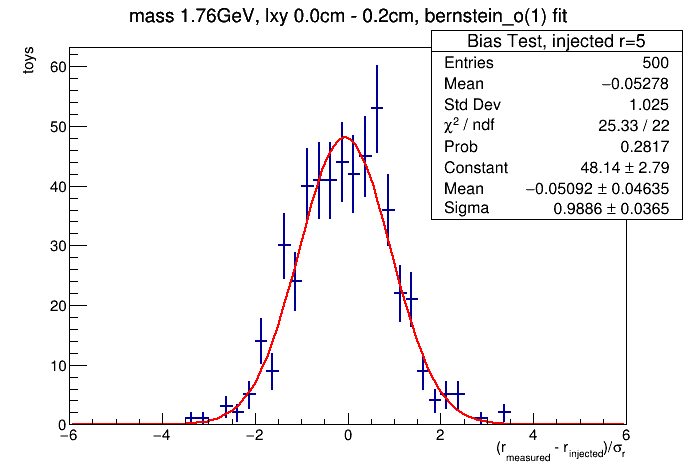 mass 1.76GeV, lxy 0.0cm - 0.2cm, bernstein_o(1) fit
Bias Test, injected r=5
Entries 500
Mean −0.05278
Std Dev 1.025
χ² / ndf 25.33 / 22
Prob 0.2817
Constant 48.14 ± 2.79
Mean −0.05092 ± 0.04635
Sigma 0.9886 ± 0.0365
toys
60
50
40
30
20
10
0
−6 −4 −2 0 2 4 6
(r_measured - r_injected)/σ_r